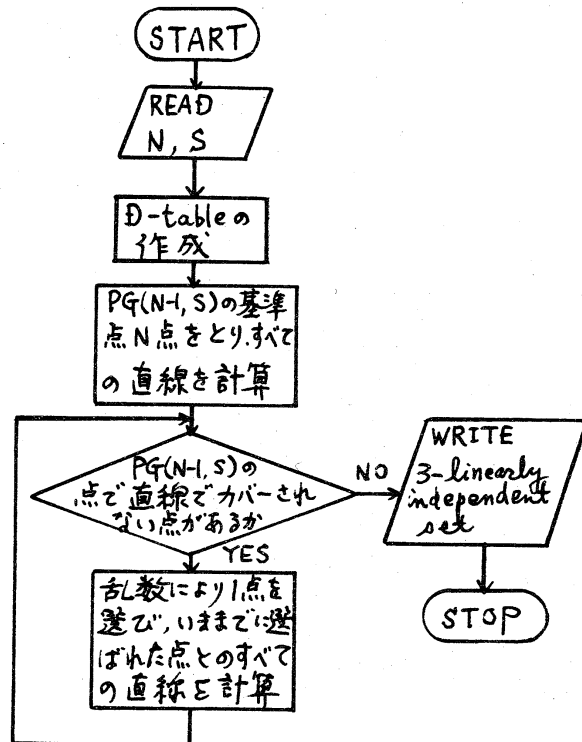 START
READ
N, S
D-tableの
作成
PG(N-1, S)の基準
点N点をとり、すべて
の直線を計算
PG(N-1, S)の
点で直線でカバーされ
ない点があるか
NO
YES
WRITE
3-linearly
independent
set
STOP
乱数により1点を
選び、いままでに選
ばれた点とのすべて
の直線を計算